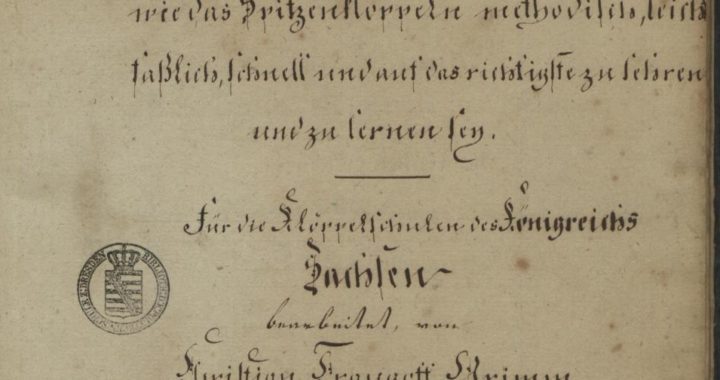 wie das Spitzenklöppeln methodisch, leicht
faßlich, schnell und auf das richtigste zu lehren
und zu lernen sey.
Für die Klöppelschulen des Königreichs
Sachsen
bearbeitet, von
Christian Traugott
DRESDEN